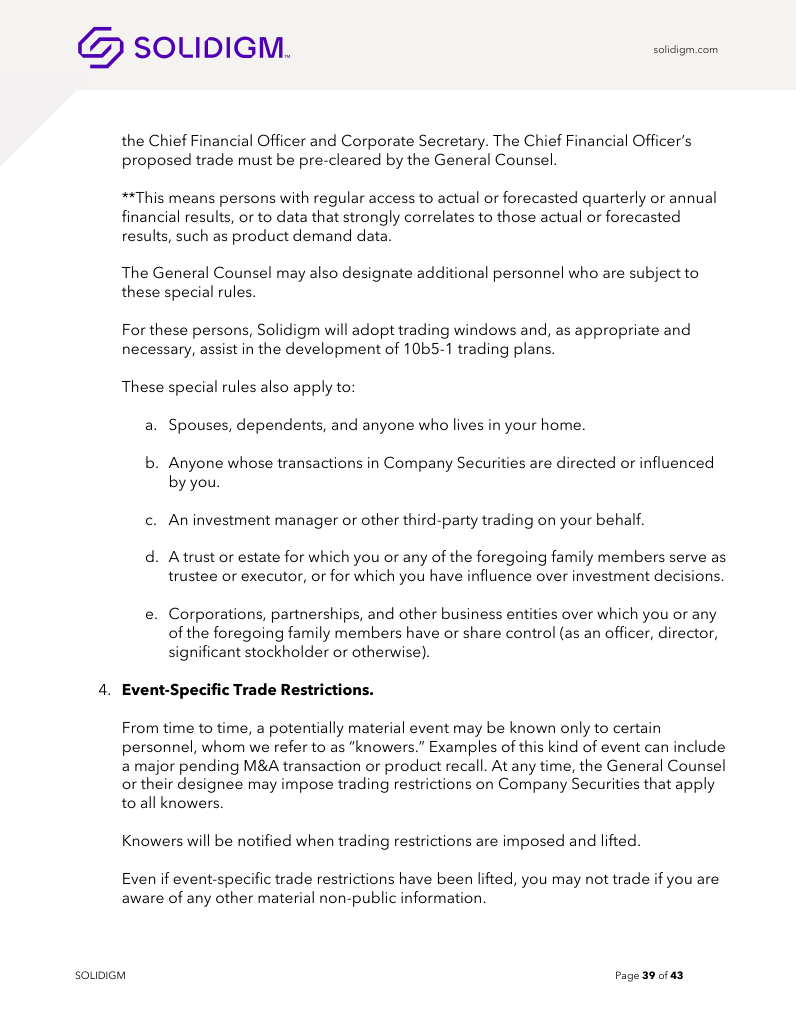 SOLIDIGM™
solidigm.com
the Chief Financial Officer and Corporate Secretary. The Chief Financial Officer’s
proposed trade must be pre-cleared by the General Counsel.
**This means persons with regular access to actual or forecasted quarterly or annual
financial results, or to data that strongly correlates to those actual or forecasted
results, such as product demand data.
The General Counsel may also designate additional personnel who are subject to
these special rules.
For these persons, Solidigm will adopt trading windows and, as appropriate and
necessary, assist in the development of 10b5-1 trading plans.
These special rules also apply to:
a. Spouses, dependents, and anyone who lives in your home.
b. Anyone whose transactions in Company Securities are directed or influenced
by you.
c. An investment manager or other third-party trading on your behalf.
d. A trust or estate for which you or any of the foregoing family members serve as
trustee or executor, or for which you have influence over investment decisions.
e. Corporations, partnerships, and other business entities over which you or any
of the foregoing family members have or share control (as an officer, director,
significant stockholder or otherwise).
4. Event-Specific Trade Restrictions.
From time to time, a potentially material event may be known only to certain
personnel, whom we refer to as “knowers.” Examples of this kind of event can include
a major pending M&A transaction or product recall. At any time, the General Counsel
or their designee may impose trading restrictions on Company Securities that apply
to all knowers.
Knowers will be notified when trading restrictions are imposed and lifted.
Even if event-specific trade restrictions have been lifted, you may not trade if you are
aware of any other material non-public information.
SOLIDIGM
Page 39 of 43